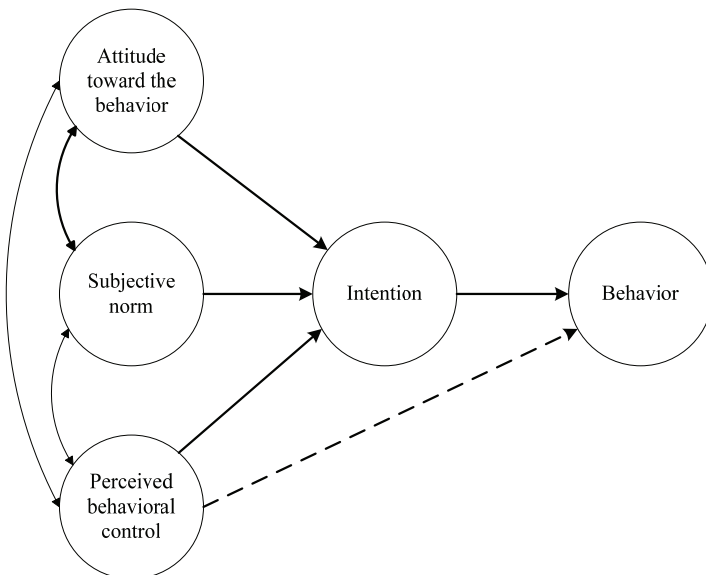 Attitude
toward the
behavior
Subjective
norm
Intention
Behavior
Perceived
behavioral
control